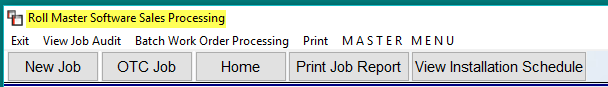 Roll Master Software Sales Processing
Exit View Job Audit Batch Work Order Processing Print M A S T E R M E N U
New Job OTC Job Home Print Job Report View Installation Schedule